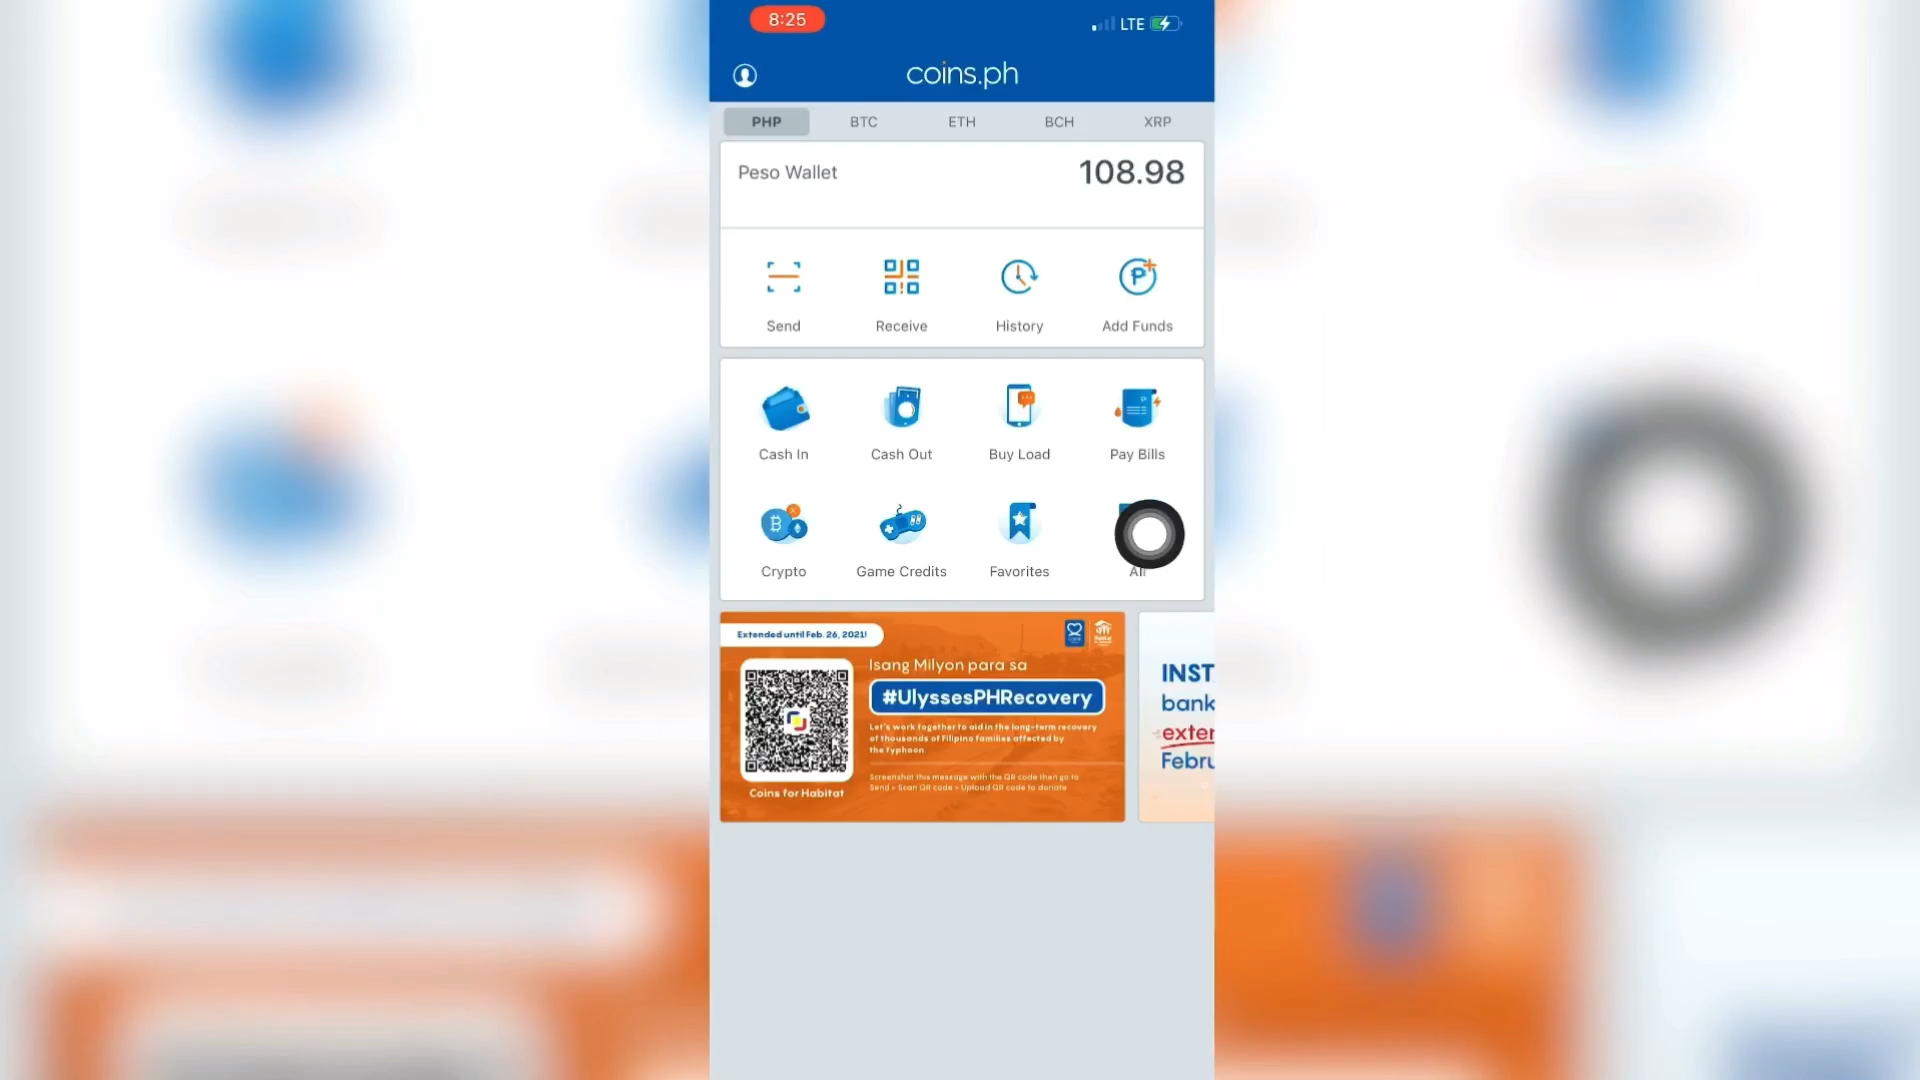 8:25
LTE
coins.ph
PHP BTC ETH BCH XRP
Peso Wallet 108.98
Send Receive History Add Funds
Cash In Cash Out Buy Load Pay Bills
Crypto Game Credits Favorites All
Extended until Feb. 26, 2021!
Isang Milyon para sa
#UlyssesPHRecovery
Let's work together to aid in the long-term recovery
of thousands of Filipino families affected by
the typhoon.
Screenshot this message with the QR code then go to
Send > Scan QR code > Upload QR code to donate
Coins for Habitat
INST
bank
exter
Febru